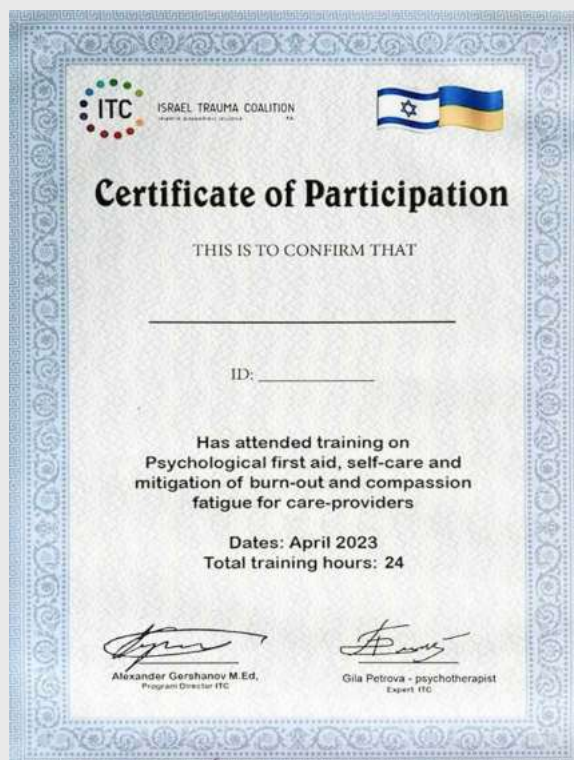 ITC
ISRAEL TRAUMA COALITION
Certificate of Participation
THIS IS TO CONFIRM THAT
ID:
Has attended training on
Psychological first aid, self-care and
mitigation of burn-out and compassion
fatigue for care-providers
Dates: April 2023
Total training hours: 24
Alexander Gershanov M.Ed,
Program Director ITC
Gila Petrova - psychotherapist
Expert ITC